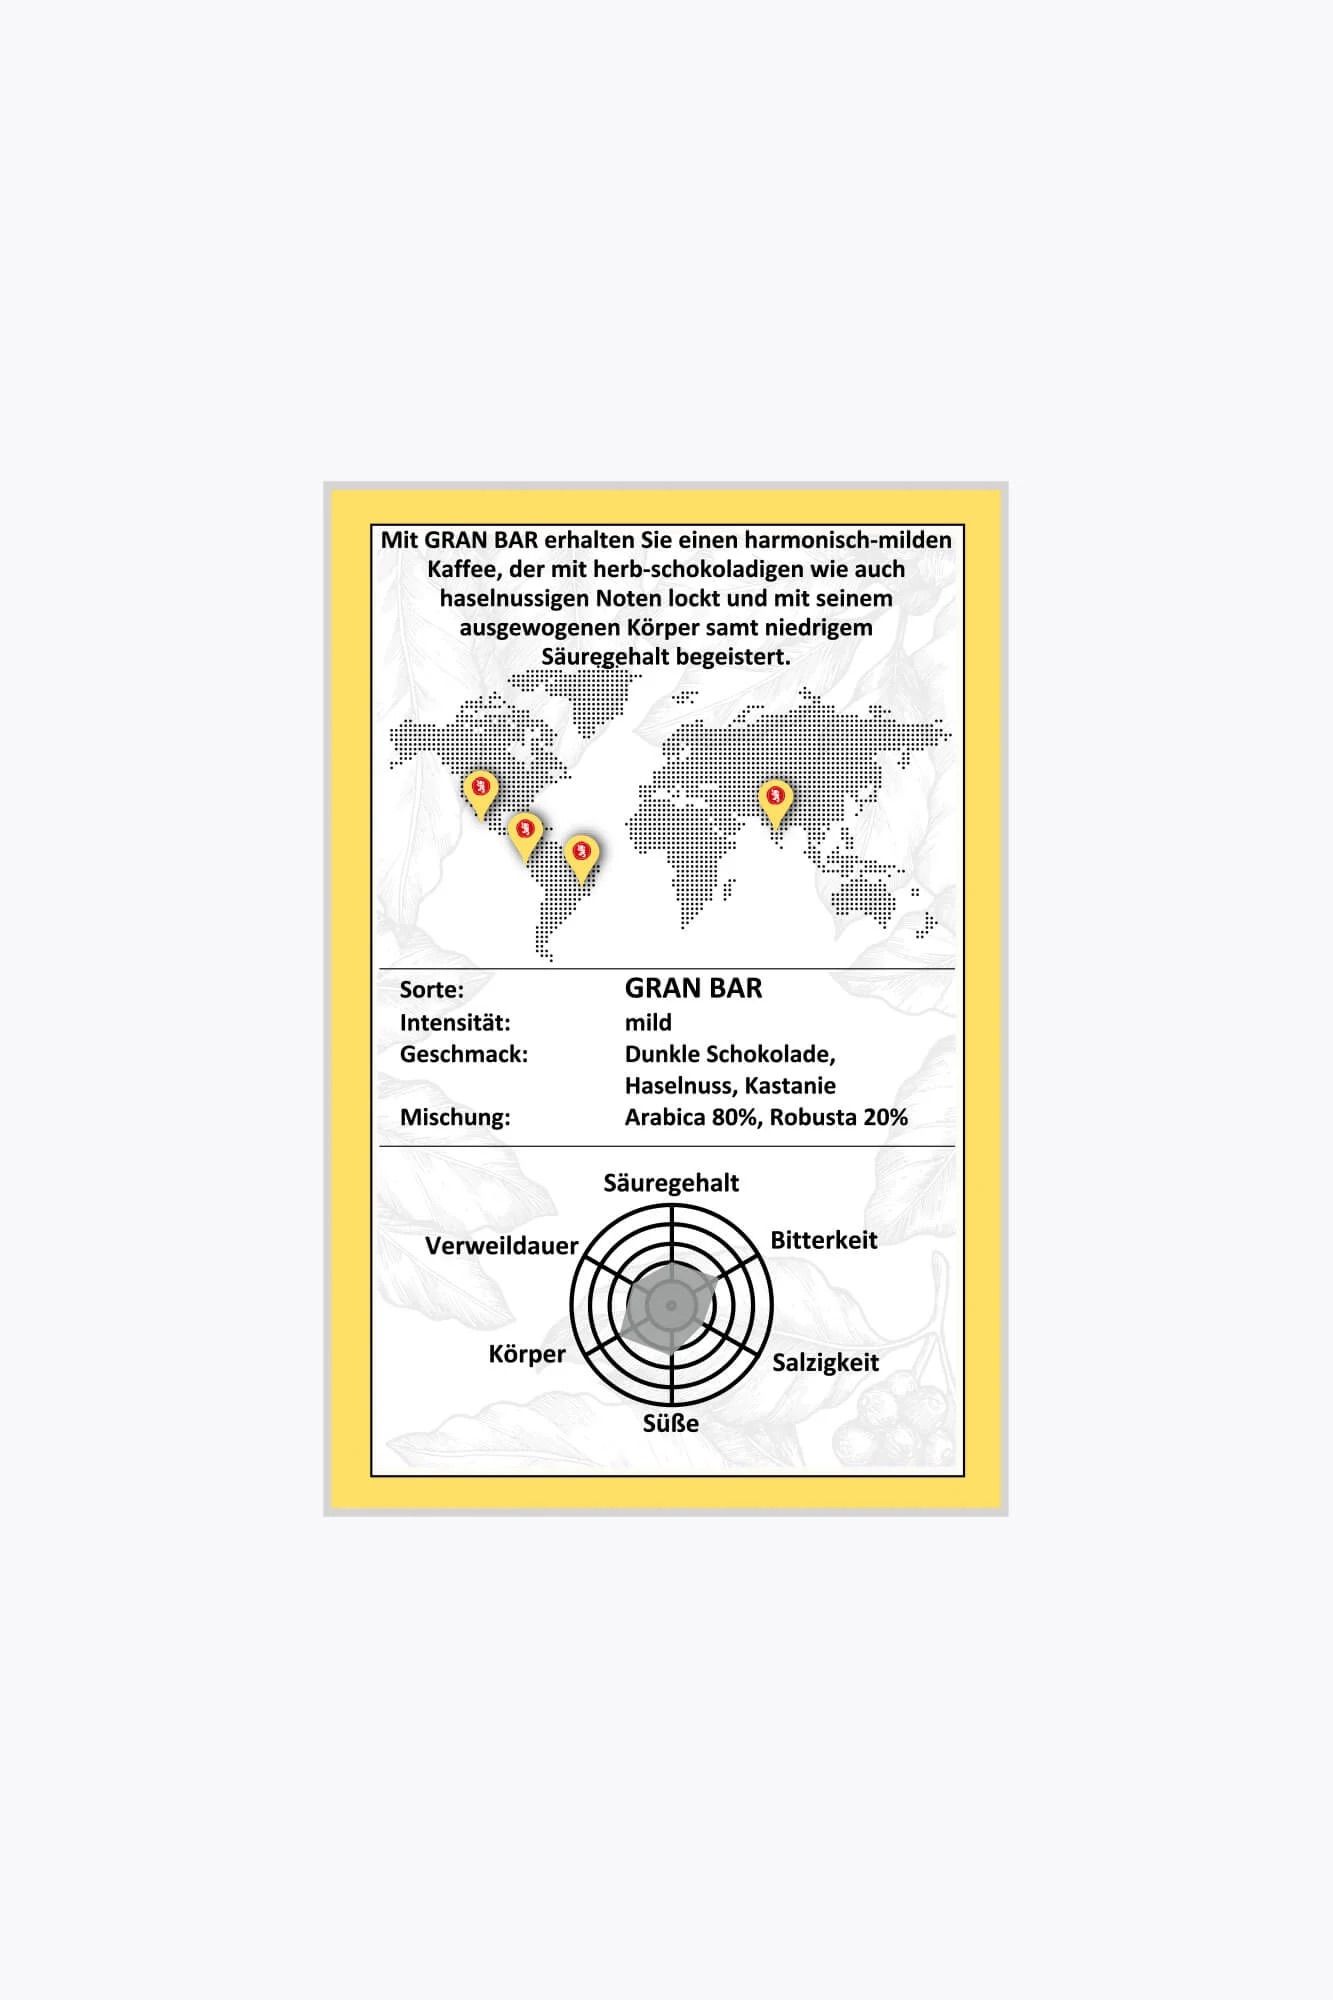 Mit GRAN BAR erhalten Sie einen harmonisch-milden
Kaffee, der mit herb-schokoladigen wie auch
haselnussigen Noten lockt und mit seinem
ausgewogenen Körper samt niedrigem
Säuregehalt begeistert.
Sorte: GRAN BAR
Intensität: mild
Geschmack: Dunkle Schokolade,
Haselnuss, Kastanie
Mischung: Arabica 80%, Robusta 20%
Säuregehalt
Verweildauer
Bitterkeit
Körper
Salzigkeit
Süße